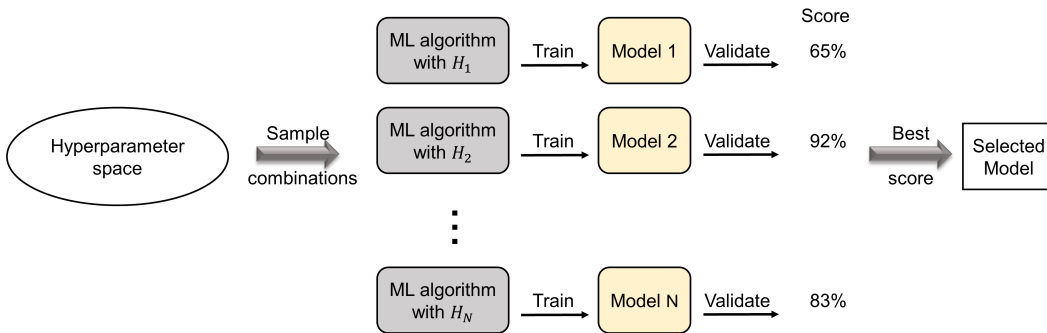 Score
ML algorithm
with H₁
Train
Model 1
Validate
65%
Hyperparameter
space
Sample
combinations
ML algorithm
with H₂
Train
Model 2
Validate
92%
Best
score
Selected
Model
⋮
ML algorithm
with H_N
Train
Model N
Validate
83%